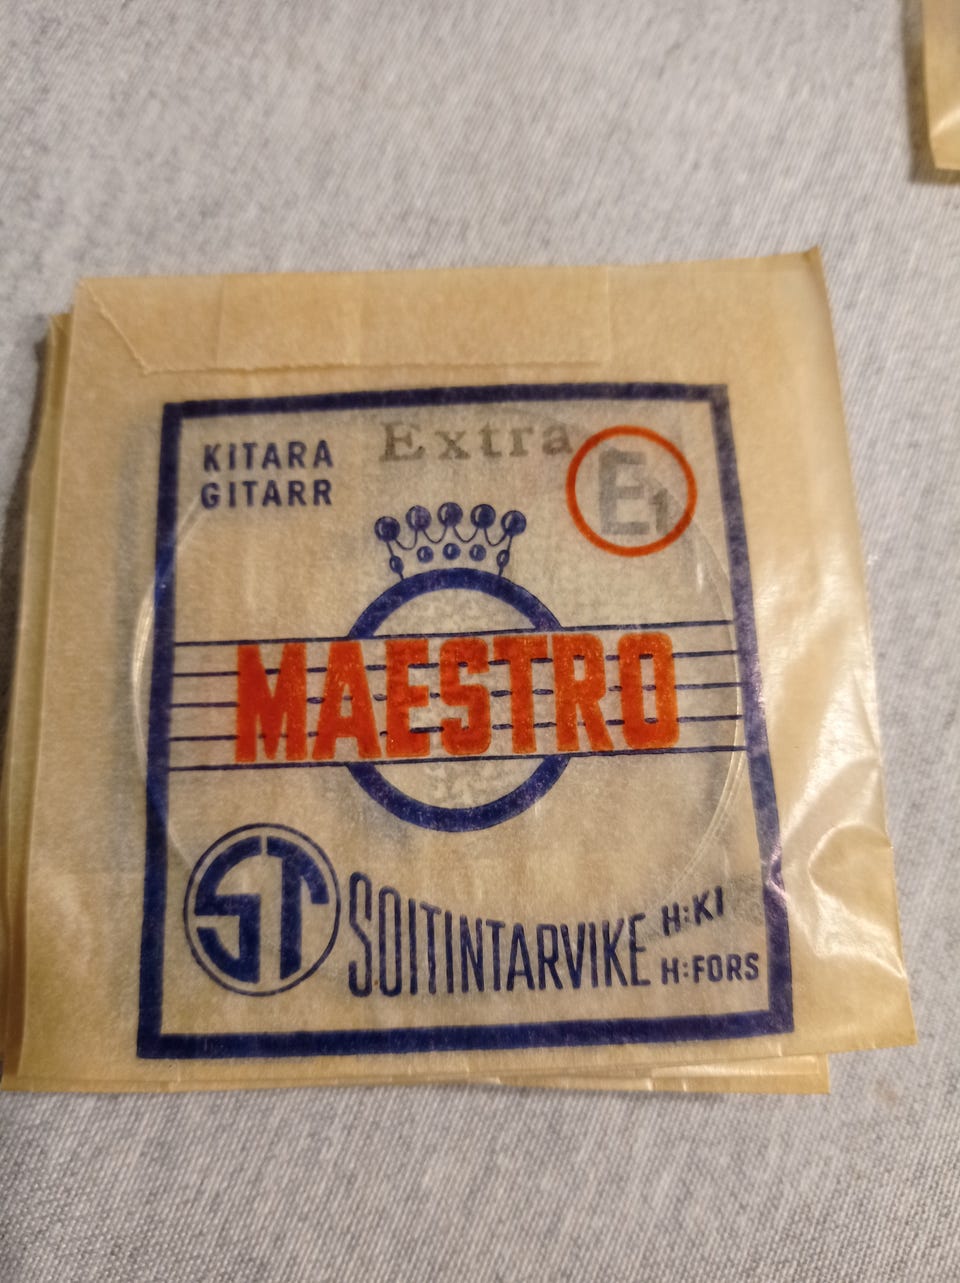 Extra
KITARA
GITARR
E1
MAESTRO
ST
SOITINTARVIKE
H:KI
H:FORS